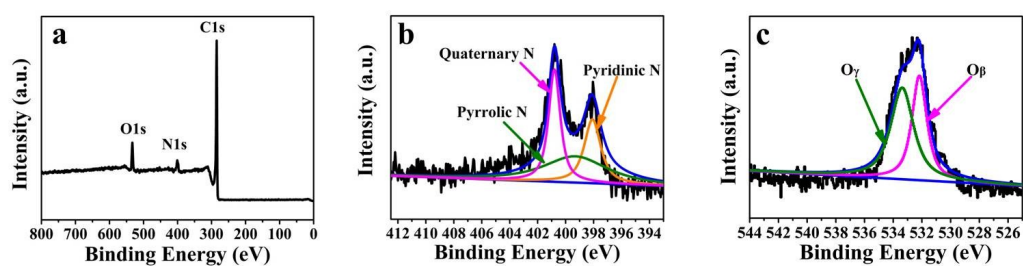 a
C1s
O1s
N1s
Intensity (a.u.)
800 700 600 500 400 300 200 100 0
Binding Energy (eV)
b
Quaternary N
Pyridinic N
Pyrrolic N
Intensity (a.u.)
412 410 408 406 404 402 400 398 396 394
Binding Energy (eV)
c
Oγ
Oβ
Intensity (a.u.)
544 542 540 538 536 534 532 530 528 526
Binding Energy (eV)